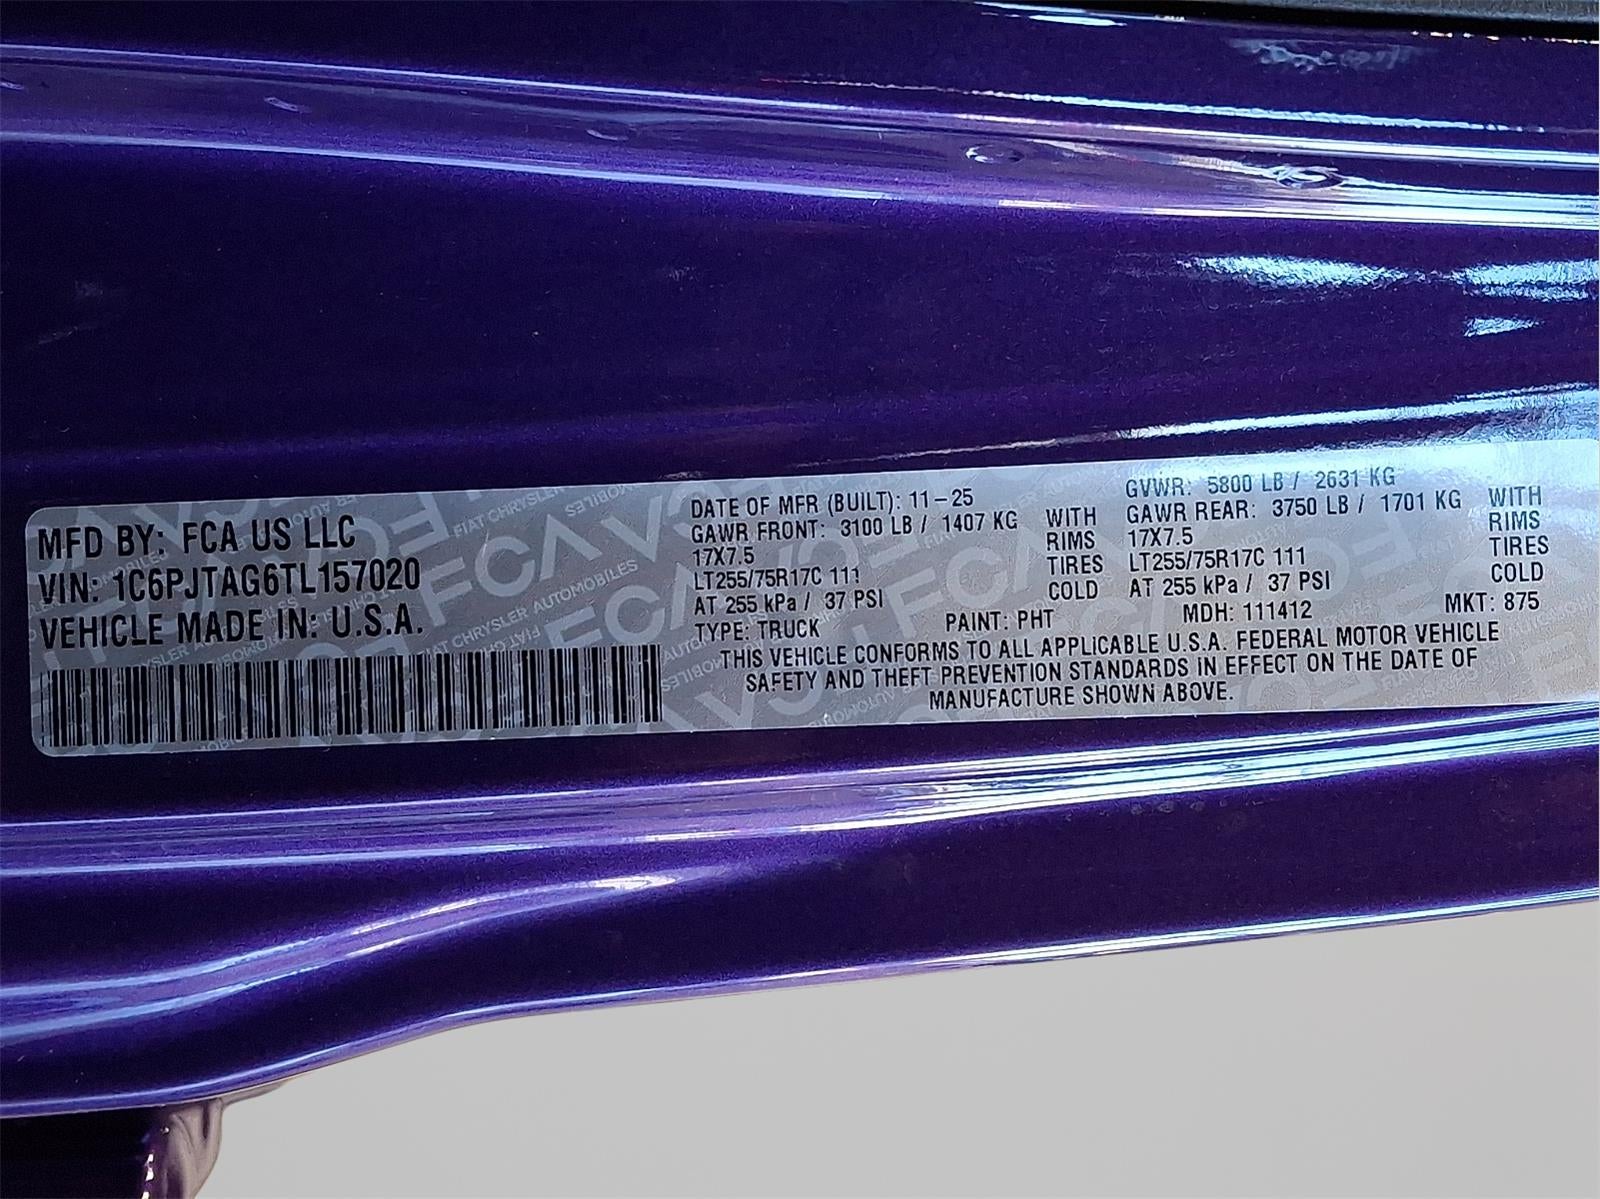 MFD BY: FCA US LLC
VIN: 1C6PJTAG6TL157020
VEHICLE MADE IN: U.S.A.
DATE OF MFR (BUILT): 11-25
GAWR FRONT: 3100 LB / 1407 KG WITH
17X7.5 RIMS
LT255/75R17C 111 TIRES
AT 255 kPa / 37 PSI COLD
GVWR: 5800 LB / 2631 KG
GAWR REAR: 3750 LB / 1701 KG WITH
17X7.5 RIMS
LT255/75R17C 111 TIRES
AT 255 kPa / 37 PSI COLD
TYPE: TRUCK PAINT: PHT MDH: 111412 MKT: 875
THIS VEHICLE CONFORMS TO ALL APPLICABLE U.S.A. FEDERAL MOTOR VEHICLE
SAFETY AND THEFT PREVENTION STANDARDS IN EFFECT ON THE DATE OF
MANUFACTURE SHOWN ABOVE.